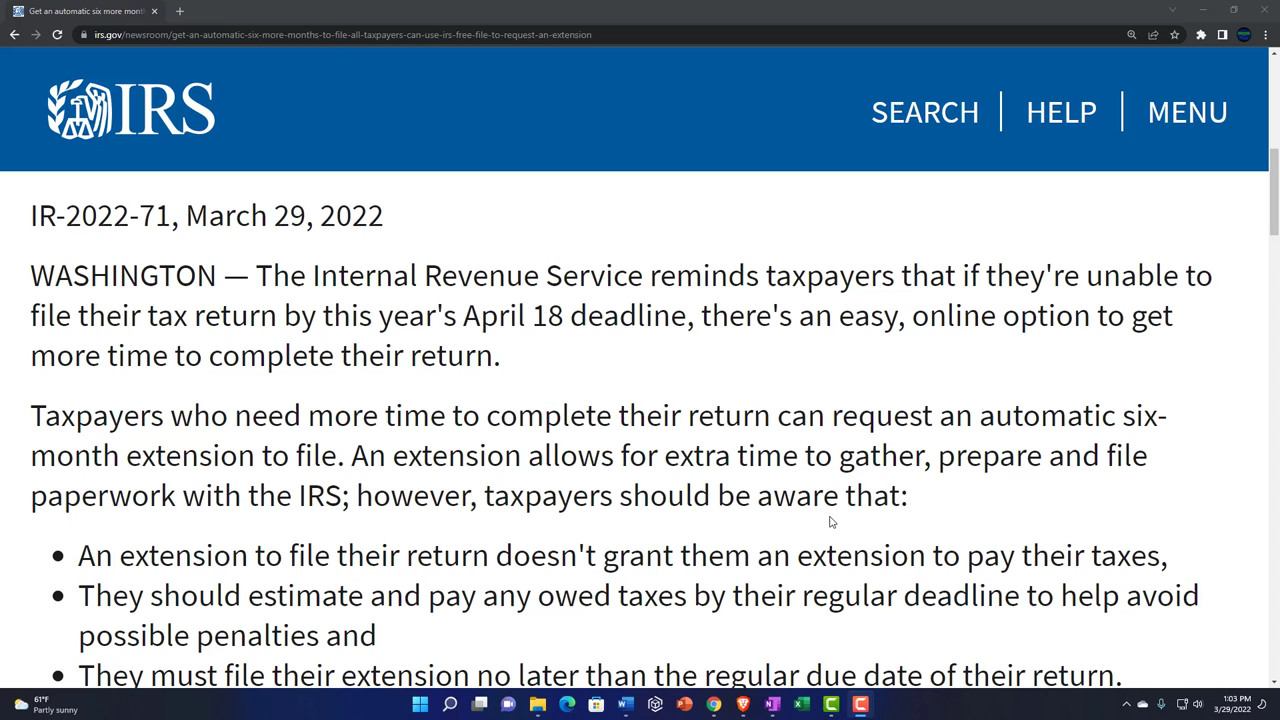 Get an automatic six more mont
irs.gov/newsroom/get-an-automatic-six-more-months-to-file-all-taxpayers-can-use-irs-free-file-to-request-an-extension
IRS
SEARCH
HELP
MENU
IR-2022-71, March 29, 2022
WASHINGTON — The Internal Revenue Service reminds taxpayers that if they're unable to
file their tax return by this year's April 18 deadline, there's an easy, online option to get
more time to complete their return.
Taxpayers who need more time to complete their return can request an automatic six-
month extension to file. An extension allows for extra time to gather, prepare and file
paperwork with the IRS; however, taxpayers should be aware that:
• An extension to file their return doesn't grant them an extension to pay their taxes,
• They should estimate and pay any owed taxes by their regular deadline to help avoid
possible penalties and
• They must file their extension no later than the regular due date of their return.
61°F
Partly sunny
1:03 PM
3/29/2022